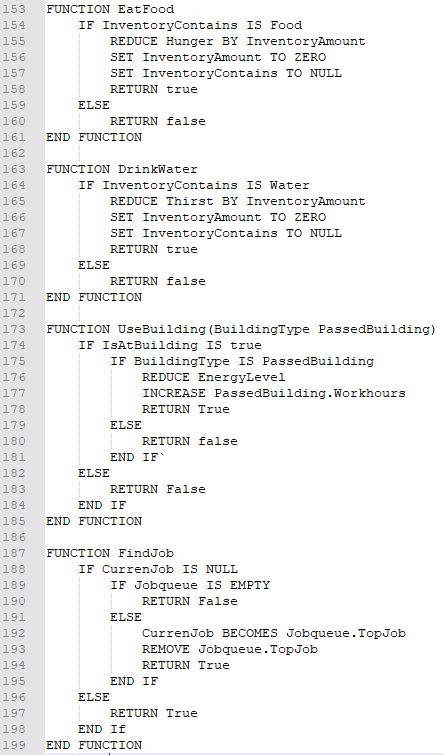 153 FUNCTION EatFood
154     IF InventoryContains IS Food
155         REDUCE Hunger BY InventoryAmount
156         SET InventoryAmount TO ZERO
157         SET InventoryContains TO NULL
158         RETURN true
159     ELSE
160         RETURN false
161 END FUNCTION
162
163 FUNCTION DrinkWater
164     IF InventoryContains IS Water
165         REDUCE Thirst BY InventoryAmount
166         SET InventoryAmount TO ZERO
167         SET InventoryContains TO NULL
168         RETURN true
169     ELSE
170         RETURN false
171 END FUNCTION
172
173 FUNCTION UseBuilding(BuildingType PassedBuilding)
174     IF IsAtBuilding IS true
175         IF BuildingType IS PassedBuilding
176             REDUCE EnergyLevel
177             INCREASE PassedBuilding.Workhours
178             RETURN True
179         ELSE
180             RETURN false
181         END IF`
182     ELSE
183         RETURN False
184     END IF
185 END FUNCTION
186
187 FUNCTION FindJob
188     IF CurrenJob IS NULL
189         IF Jobqueue IS EMPTY
190             RETURN False
191         ELSE
192             CurrenJob BECOMES Jobqueue.TopJob
193             REMOVE Jobqueue.TopJob
194             RETURN True
195         END IF
196     ELSE
197         RETURN True
198     END If
199 END FUNCTION